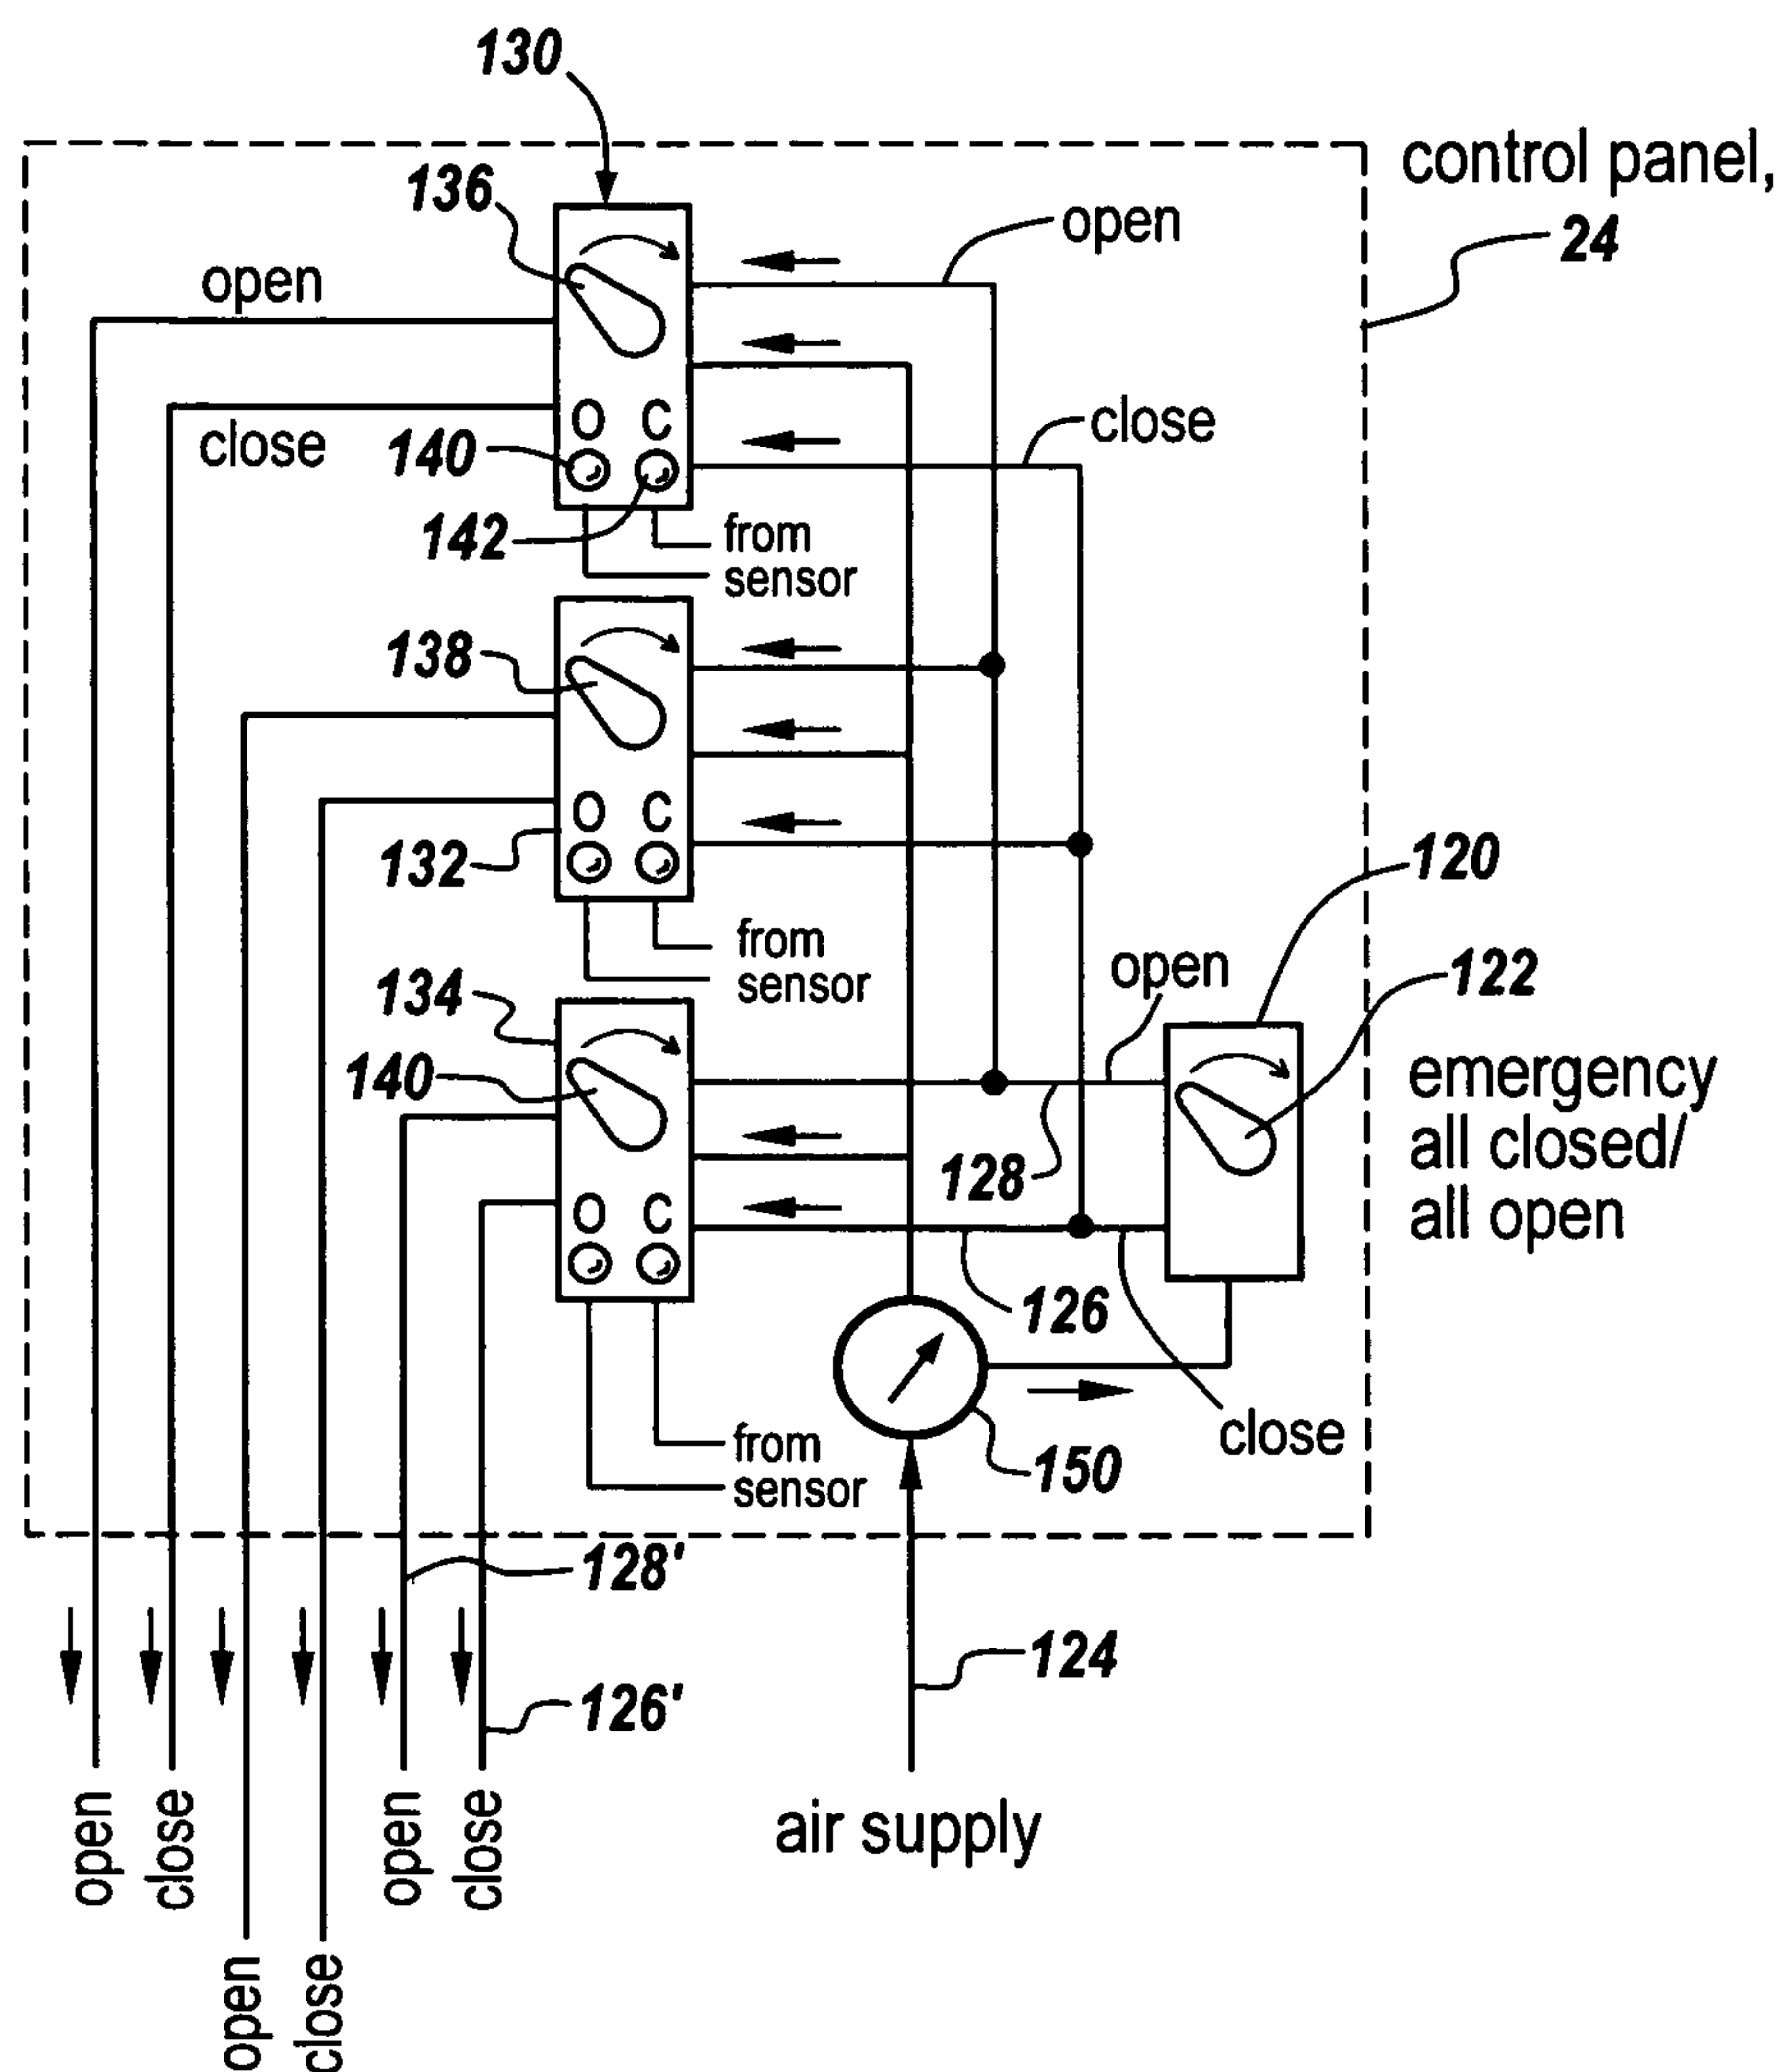 130
control panel,
24
136
open
open
close
close
O C
140
142
from
sensor
138
O C
132
from
sensor
120
open
122
134
140
emergency
all closed/
all open
128
O C
126
close
from
sensor
150
128'
124
126'
open
close
open
close
air supply
open
close